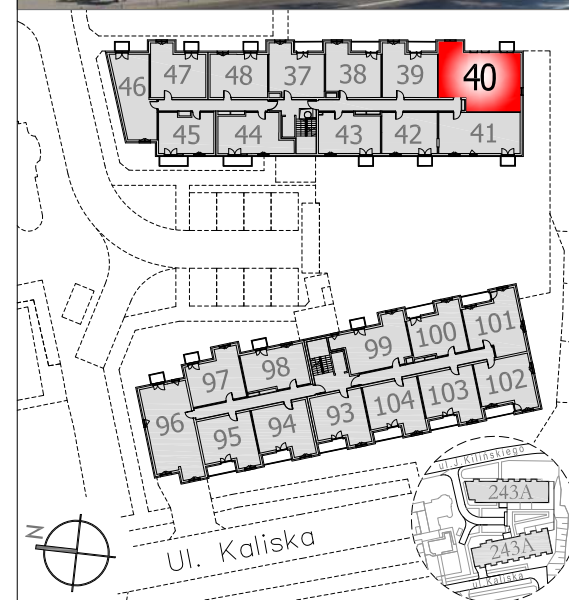 46 47 48 37 38 39 40
45 44 43 42 41
99 100 101
96 97 98
95 94 93 104 103 102
N
Ul. Kaliska
ul. J. Kilińskiego
243A
243A
ul. Kaliska